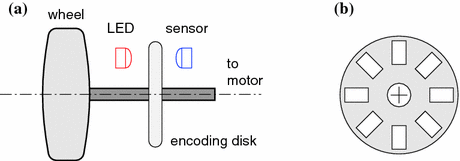 (a)
wheel
LED
sensor
to
motor
encoding disk
(b)